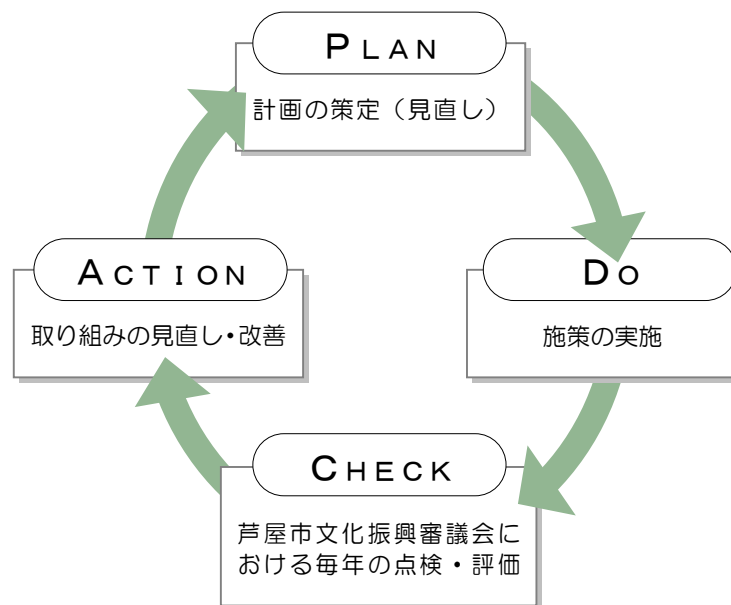 PLAN
計画の策定（見直し）
DO
施策の実施
CHECK
芦屋市文化振興審議会に
おける毎年の点検・評価
ACTION
取り組みの見直し・改善